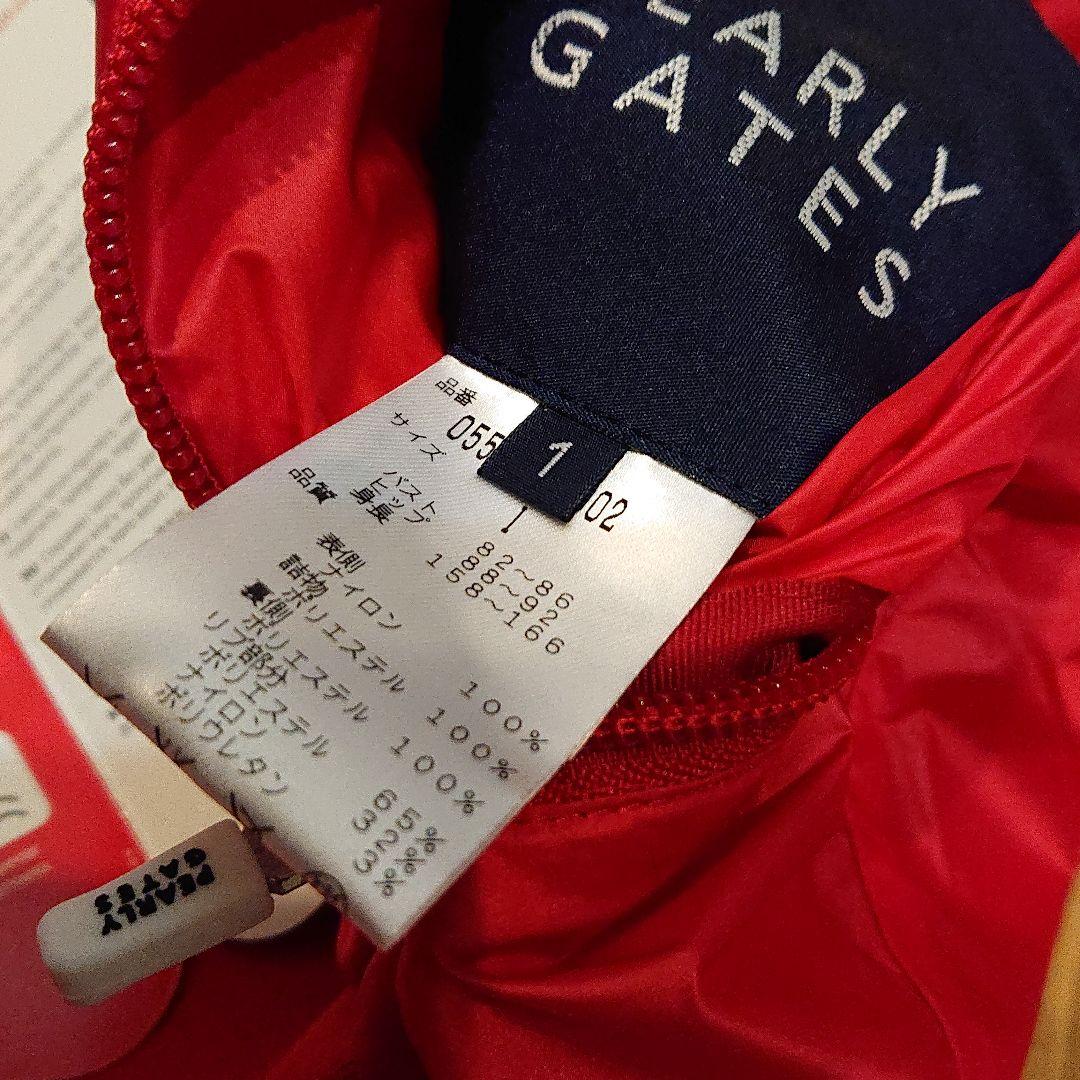 PEARLY
GATES
品番
055
02
1
サイズ
1
バスト 82~86
ヒップ 88~92
身長 158~166
品質
表側
ナイロン 100%
詰物
ポリエステル 100%
裏側
ポリエステル 100%
リブ部分
ポリエステル 65%
ナイロン 32%
ポリウレタン 3%
PEARLY
GATES